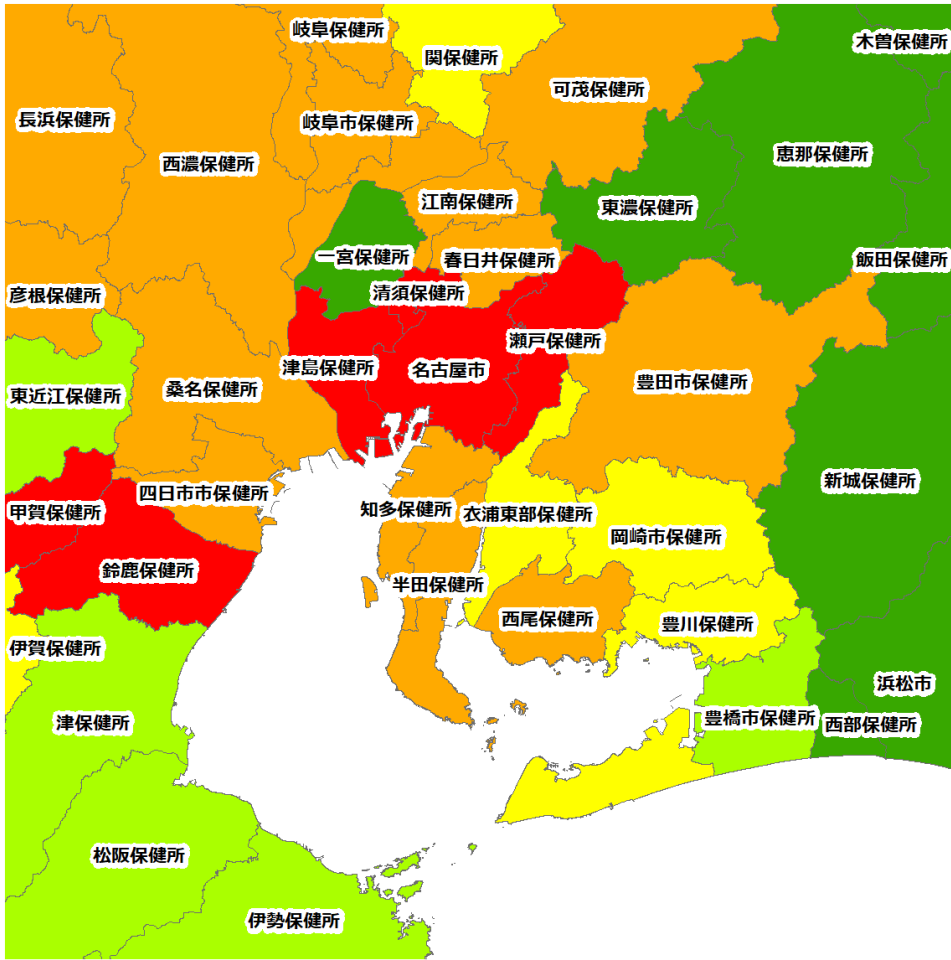 岐阜保健所
木曽保健所
関保健所
可茂保健所
長浜保健所
岐阜市保健所
恵那保健所
西濃保健所
江南保健所
東濃保健所
一宮保健所
春日井保健所
飯田保健所
彦根保健所
清須保健所
瀬戸保健所
津島保健所
名古屋市
豊田市保健所
桑名保健所
東近江保健所
新城保健所
四日市市保健所
甲賀保健所
知多保健所
衣浦東部保健所
岡崎市保健所
鈴鹿保健所
半田保健所
西尾保健所
豊川保健所
伊賀保健所
浜松市
津保健所
豊橋市保健所
西部保健所
松阪保健所
伊勢保健所